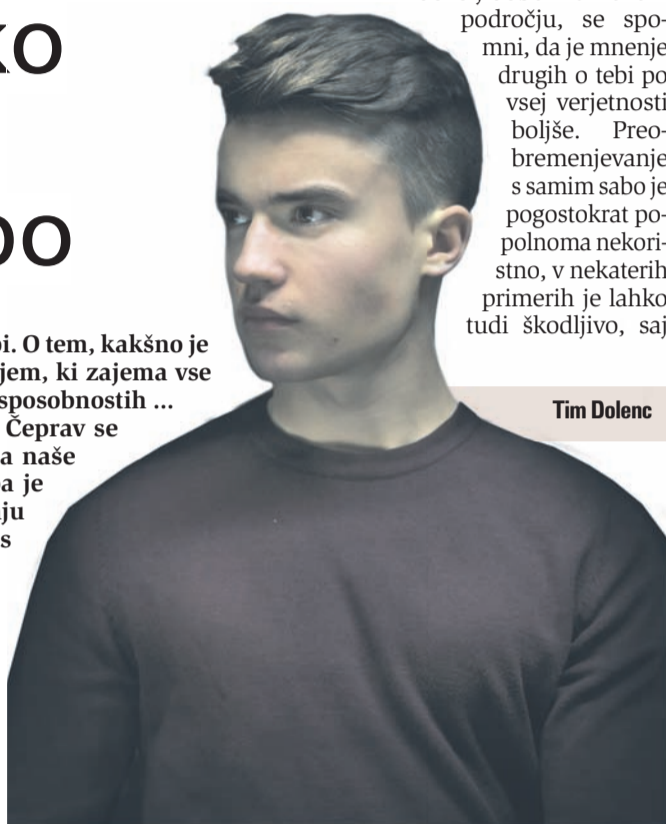 KO
DO
bi. O tem, kakšno je
jem, ki zajema vse
sposobnostih ...
Čeprav se
a naše
a je
ju
s
področju, se spo-
mni, da je mnenje
drugih o tebi po
vsej verjetnosti
boljše. Preo-
bremenjevanje
s samim sabo je
pogostokrat po-
polnoma nekori-
stno, v nekaterih
primerih je lahko
tudi škodljivo, saj
Tim Dolenc